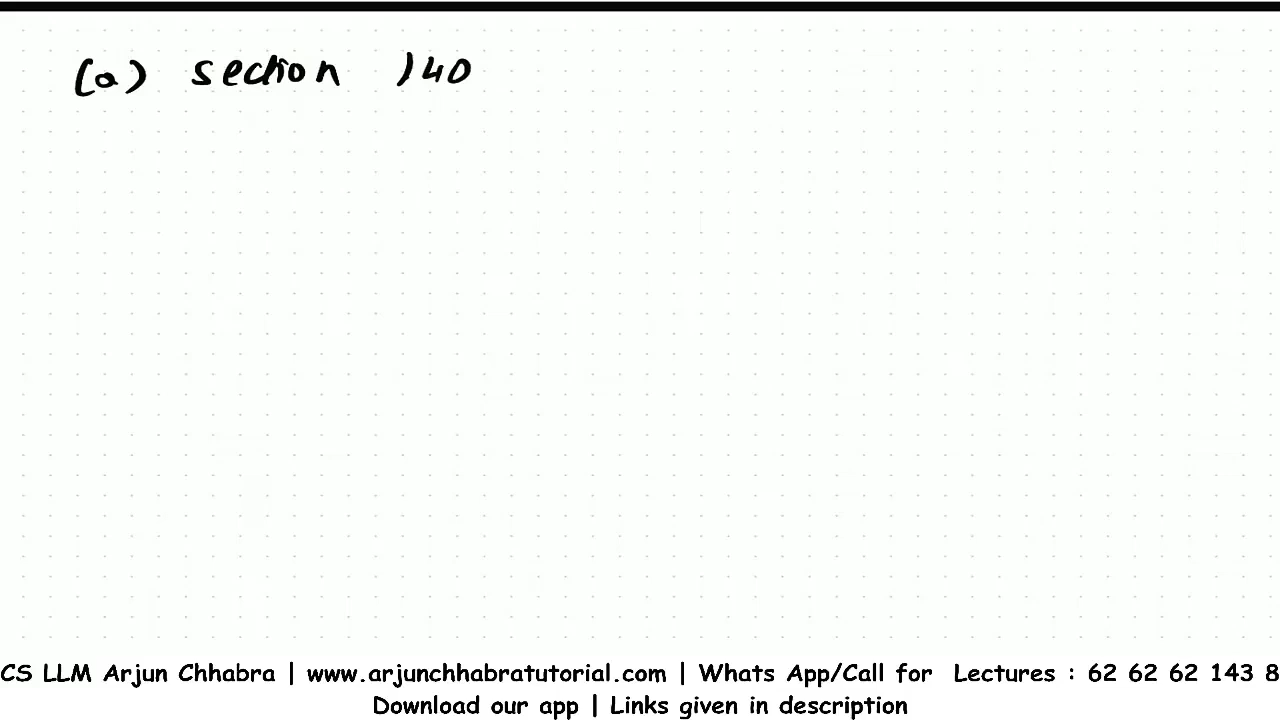 (a) section 140
CS LLM Arjun Chhabra | www.arjunchhabratutorial.com | Whats App/Call for Lectures : 62 62 62 143 8
Download our app | Links given in description